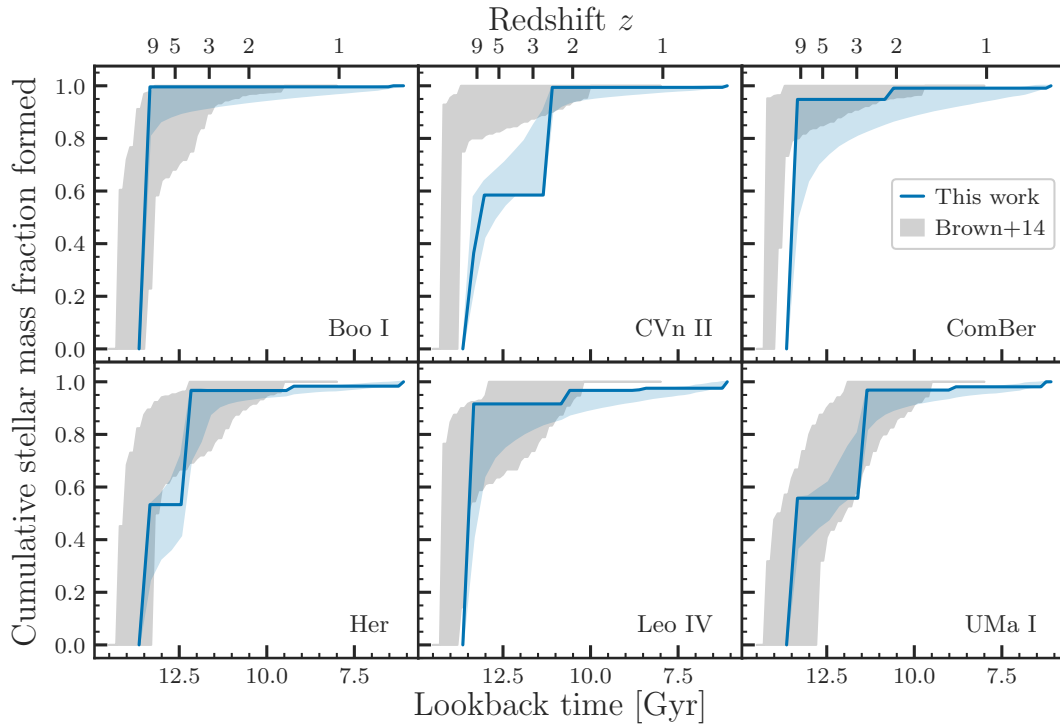 Redshift z
9 5 3 2 1 9 5 3 2 1 9 5 3 2 1
Cumulative stellar mass fraction formed
1.0
0.8
0.6
0.4
0.2
0.0
Boo I
CVn II
ComBer
This work
Brown+14
1.0
0.8
0.6
0.4
0.2
0.0
Her
Leo IV
UMa I
12.5 10.0 7.5 12.5 10.0 7.5 12.5 10.0 7.5
Lookback time [Gyr]